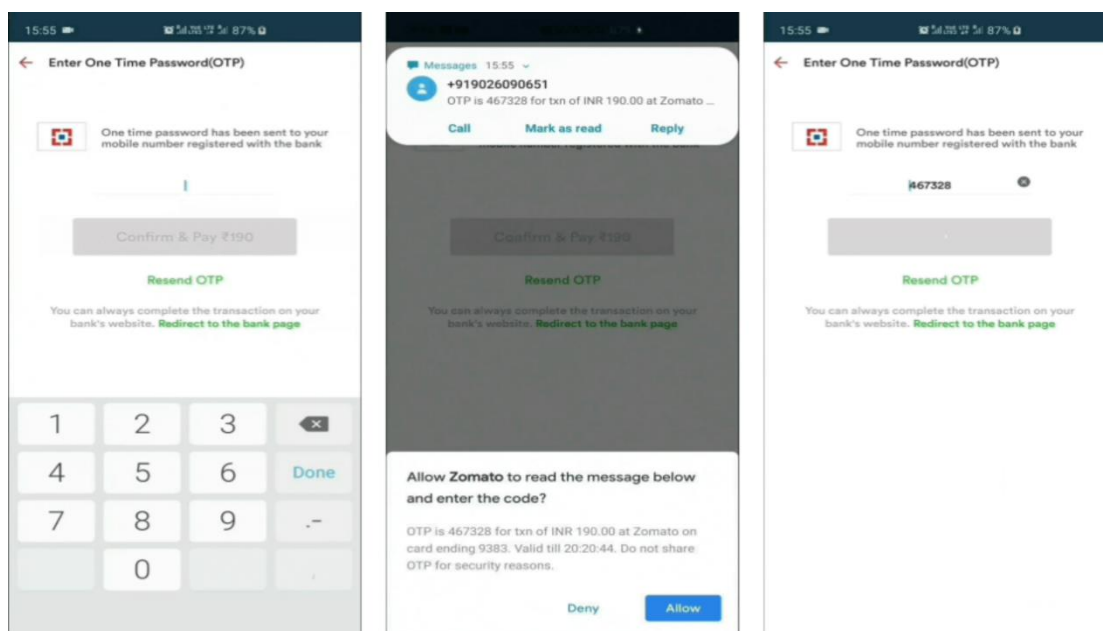 15:55
87%
Enter One Time Password(OTP)
One time password has been sent to your
mobile number registered with the bank
Confirm & Pay ₹190
Resend OTP
You can always complete the transaction on your
bank's website. Redirect to the bank page
1 2 3
4 5 6 Done
7 8 9 .-
0 ,
Messages 15:55
+919026090651
OTP is 467328 for txn of INR 190.00 at Zomato ...
Call Mark as read Reply
mobile number registered with the bank
Confirm & Pay ₹190
Resend OTP
You can always complete the transaction on your
bank's website. Redirect to the bank page
Allow Zomato to read the message below
and enter the code?
OTP is 467328 for txn of INR 190.00 at Zomato on
card ending 9383. Valid till 20:20:44. Do not share
OTP for security reasons.
Deny Allow
15:55
87%
Enter One Time Password(OTP)
One time password has been sent to your
mobile number registered with the bank
467328
Resend OTP
You can always complete the transaction on your
bank's website. Redirect to the bank page